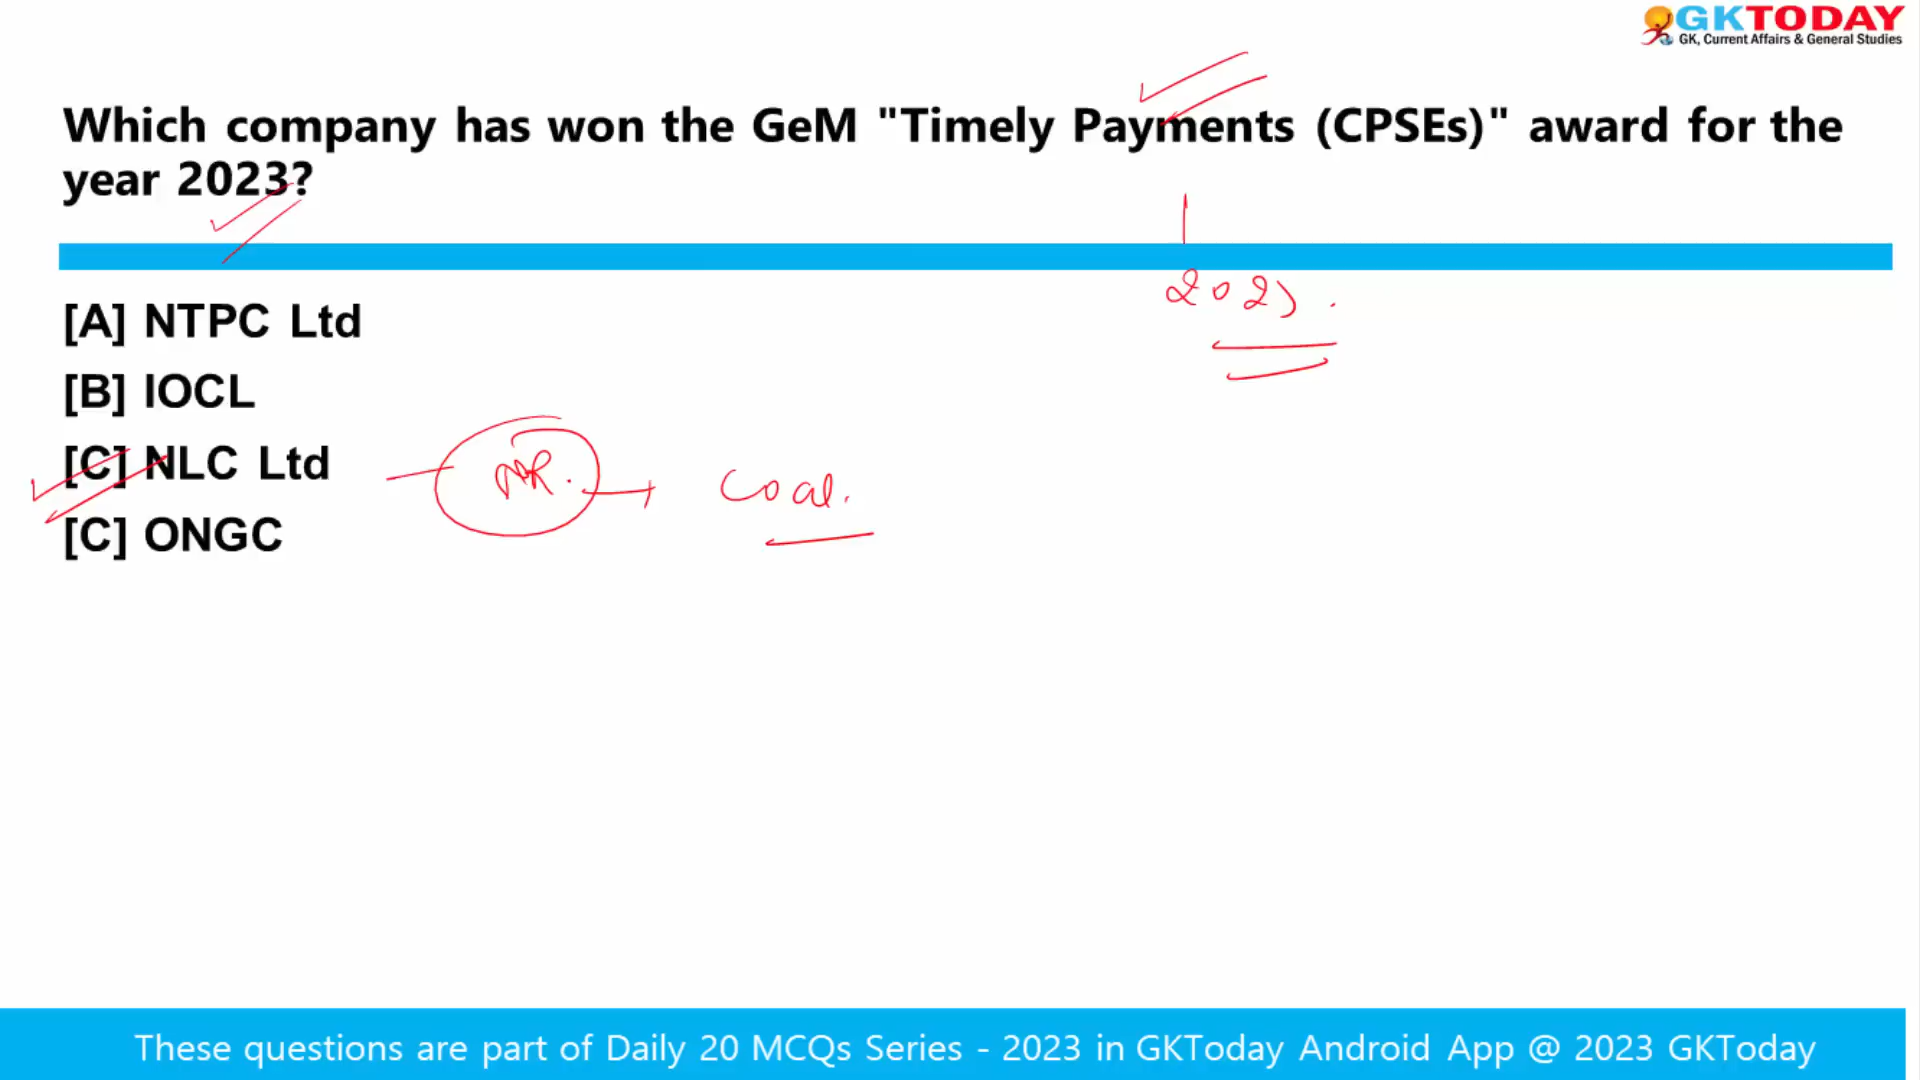 GKTODAY
GK, Current Affairs & General Studies
Which company has won the GeM "Timely Payments (CPSEs)" award for the
year 2023?
2023.
[A] NTPC Ltd
[B] IOCL
[C] NLC Ltd
Coal.
[C] ONGC
These questions are part of Daily 20 MCQs Series - 2023 in GKToday Android App @ 2023 GKToday